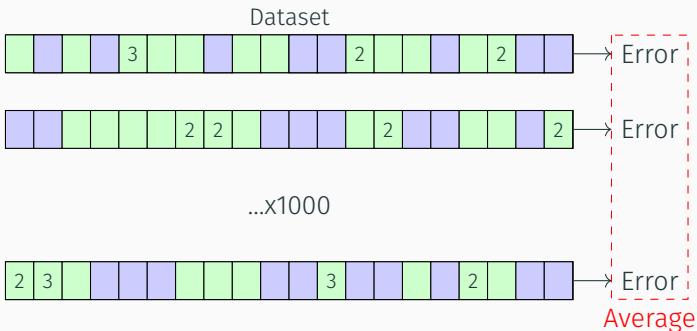 Dataset
3 2 2 Error
2 2 2 2 Error
...x1000
2 3 3 2 Error
Average